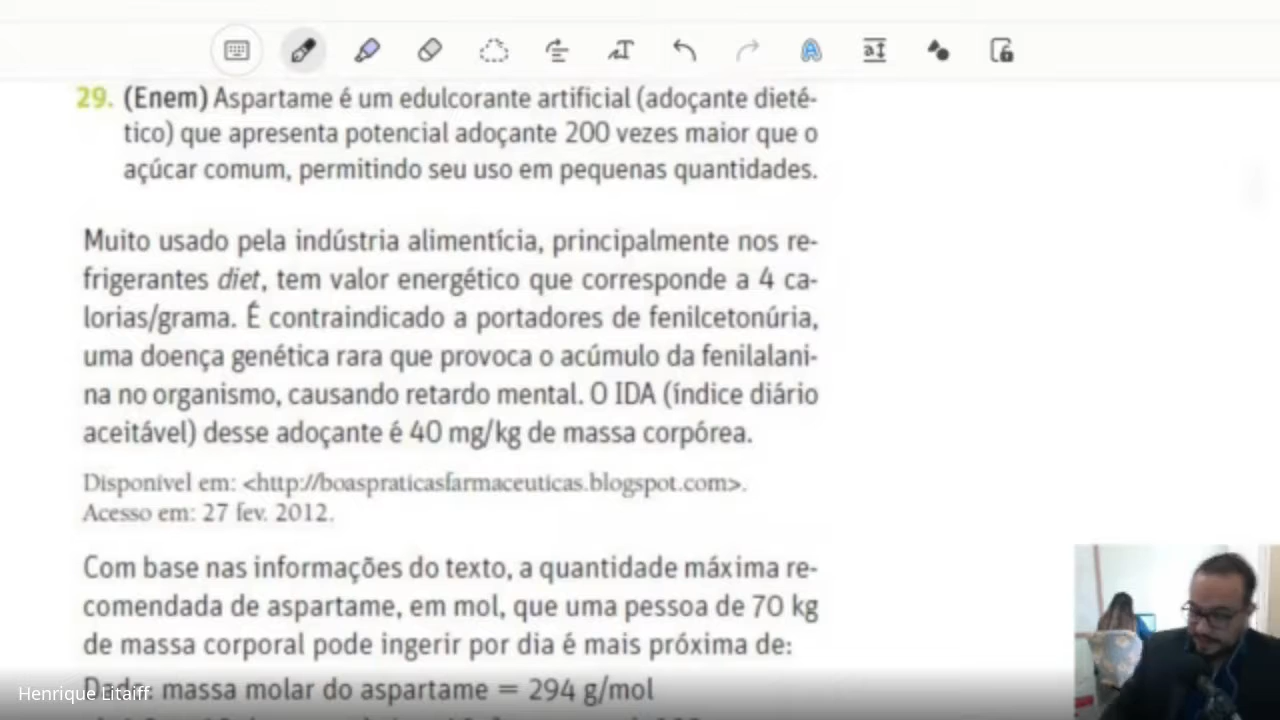 29. (Enem) Aspartame é um edulcorante artificial (adoçante dieté-
tico) que apresenta potencial adoçante 200 vezes maior que o
açúcar comum, permitindo seu uso em pequenas quantidades.
Muito usado pela indústria alimentícia, principalmente nos re-
frigerantes diet, tem valor energético que corresponde a 4 ca-
lorias/grama. É contraindicado a portadores de fenilcetonúria,
uma doença genética rara que provoca o acúmulo da fenilalani-
na no organismo, causando retardo mental. O IDA (índice diário
aceitável) desse adoçante é 40 mg/kg de massa corpórea.
Disponível em: <http://boaspraticasfarmaceuticas.blogspot.com>.
Acesso em: 27 fev. 2012.
Com base nas informações do texto, a quantidade máxima re-
comendada de aspartame, em mol, que uma pessoa de 70 kg
de massa corporal pode ingerir por dia é mais próxima de:
massa molar do aspartame = 294 g/mol
Henrique Litaiff